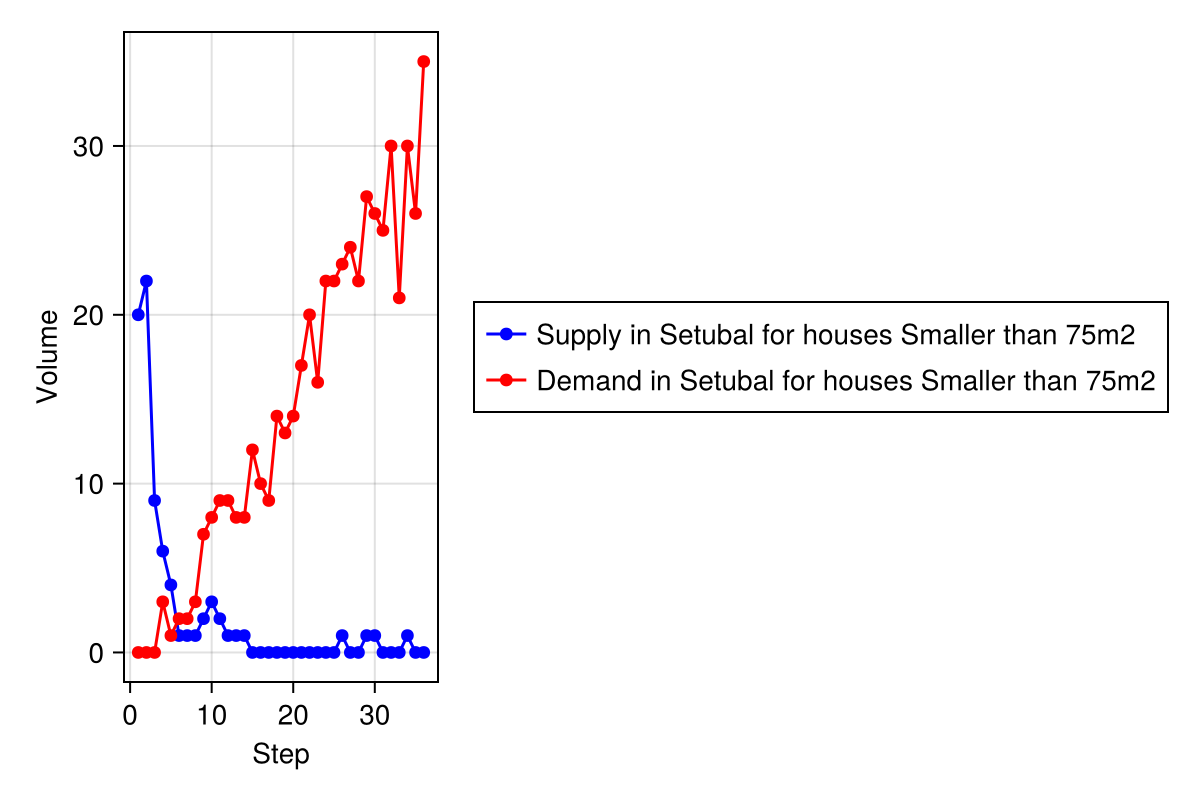 Volume
30
20
10
0
0 10 20 30
Step
Supply in Setubal for houses Smaller than 75m2
Demand in Setubal for houses Smaller than 75m2